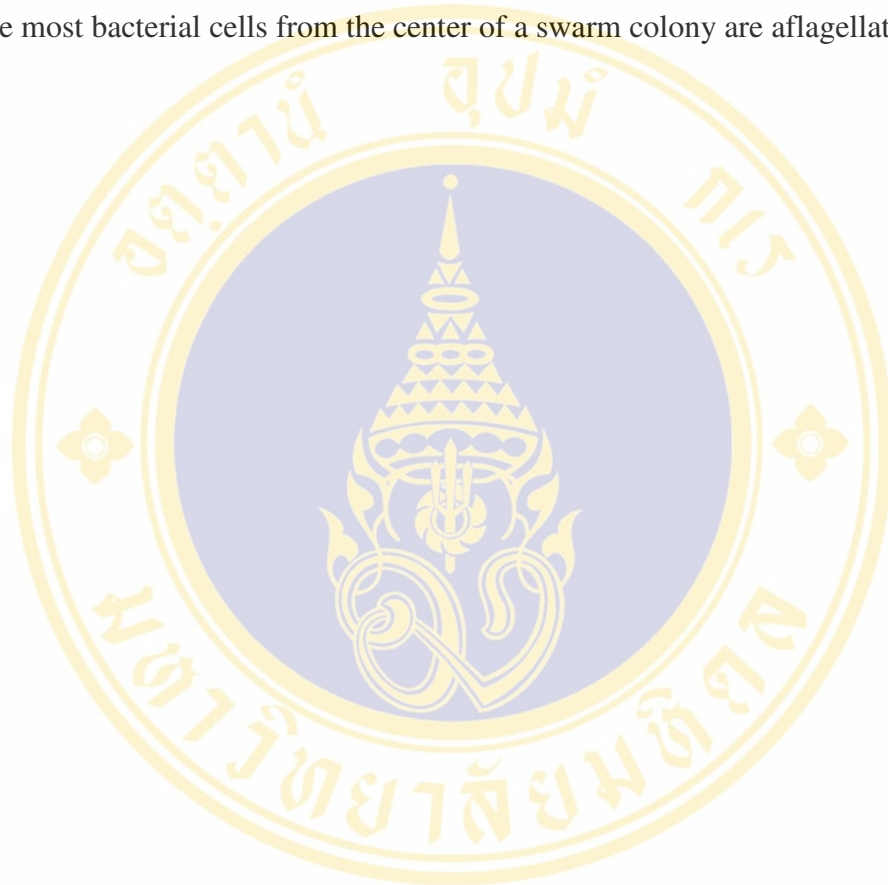 e most bacterial cells from the center of a swarm colony are aflagellat
อตฺตานํ อุปมํ กเร
มหาวิทยาลัยมหิดล